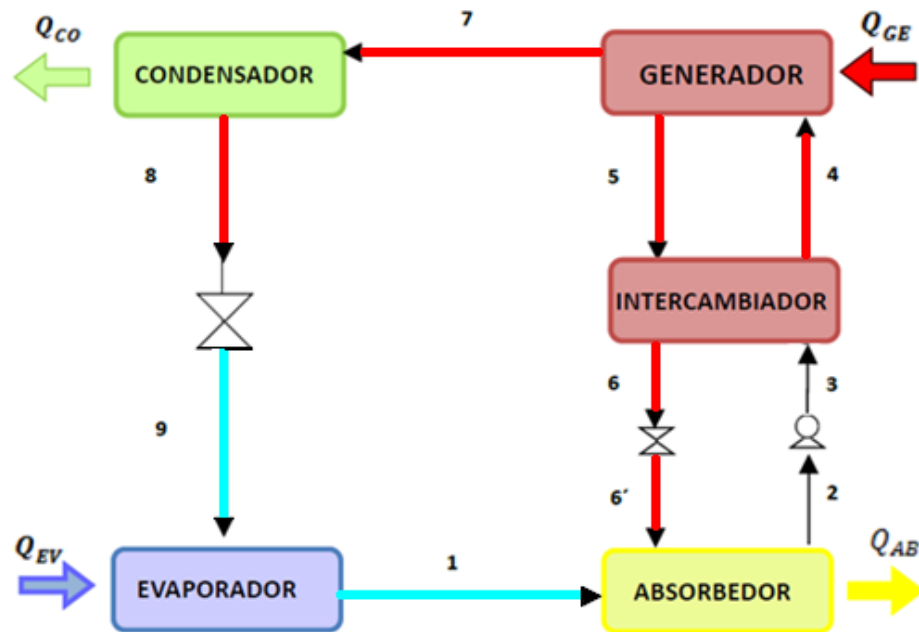 Q_CO
7
Q_GE
CONDENSADOR
GENERADOR
8
5
4
INTERCAMBIADOR
6
3
9
6´
2
Q_EV
1
Q_AB
EVAPORADOR
ABSORBEDOR